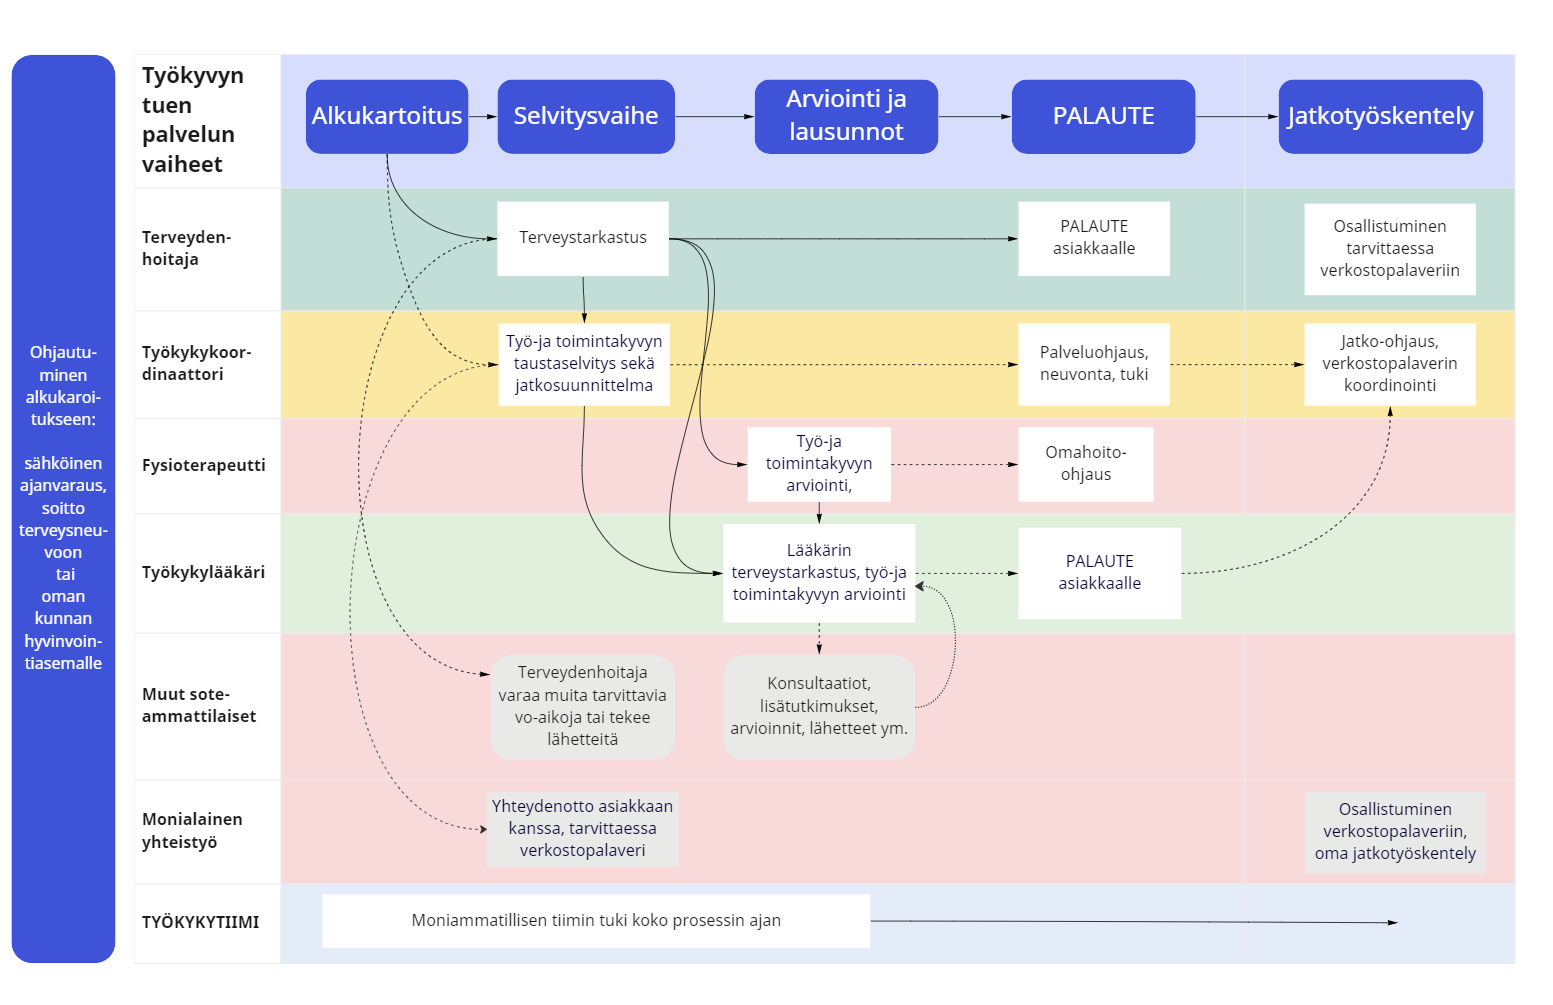 Ohjautu-
minen
alkukaroi-
tukseen:
sähköinen
ajanvaraus,
soitto
terveysneu-
voon
tai
oman
kunnan
hyvinvoin-
tiasemalle
Työkyvyn
tuen
palvelun
vaiheet
Alkukartoitus
Selvitysvaihe
Arviointi ja
lausunnot
PALAUTE
Jatkotyöskentely
Terveyden-
hoitaja
Terveystarkastus
PALAUTE
asiakkaalle
Osallistuminen
tarvittaessa
verkostopalaveriin
Työkykykoor-
dinaattori
Työ-ja toimintakyvyn
taustaselvitys sekä
jatkosuunnittelma
Palveluohjaus,
neuvonta, tuki
Jatko-ohjaus,
verkostopalaverin
koordinointi
Fysioterapeutti
Työ-ja
toimintakyvyn
arviointi,
Omahoito-
ohjaus
Työkykylääkäri
Lääkärin
terveystarkastus, työ-ja
toimintakyvyn arviointi
PALAUTE
asiakkaalle
Muut sote-
ammattilaiset
Terveydenhoitaja
varaa muita tarvittavia
vo-aikoja tai tekee
lähetteitä
Konsultaatiot,
lisätutkimukset,
arvioinnit, lähetteet ym.
Monialainen
yhteistyö
Yhteydenotto asiakkaan
kanssa, tarvittaessa
verkostopalaveri
Osallistuminen
verkostopalaveriin,
oma jatkotyöskentely
TYÖKYKYTIIMI
Moniammatillisen tiimin tuki koko prosessin ajan